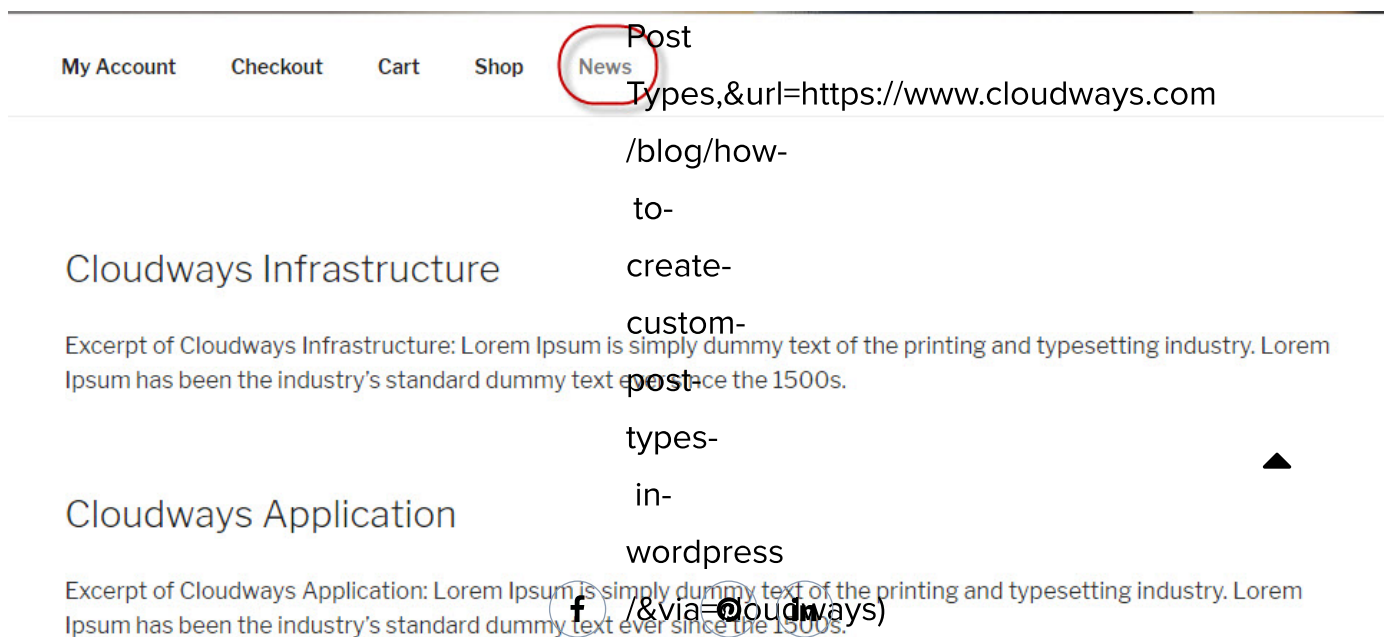 My Account Checkout Cart Shop News
Post
Types,&url=https://www.cloudways.com
/blog/how-
to-
create-
custom-
post-
types-
in-
wordpress
/&via=cloudways)
Cloudways Infrastructure
Excerpt of Cloudways Infrastructure: Lorem Ipsum is simply dummy text of the printing and typesetting industry. Lorem
Ipsum has been the industry's standard dummy text ever since the 1500s.
Cloudways Application
Excerpt of Cloudways Application: Lorem Ipsum is simply dummy text of the printing and typesetting industry. Lorem
Ipsum has been the industry's standard dummy text ever since the 1500s.